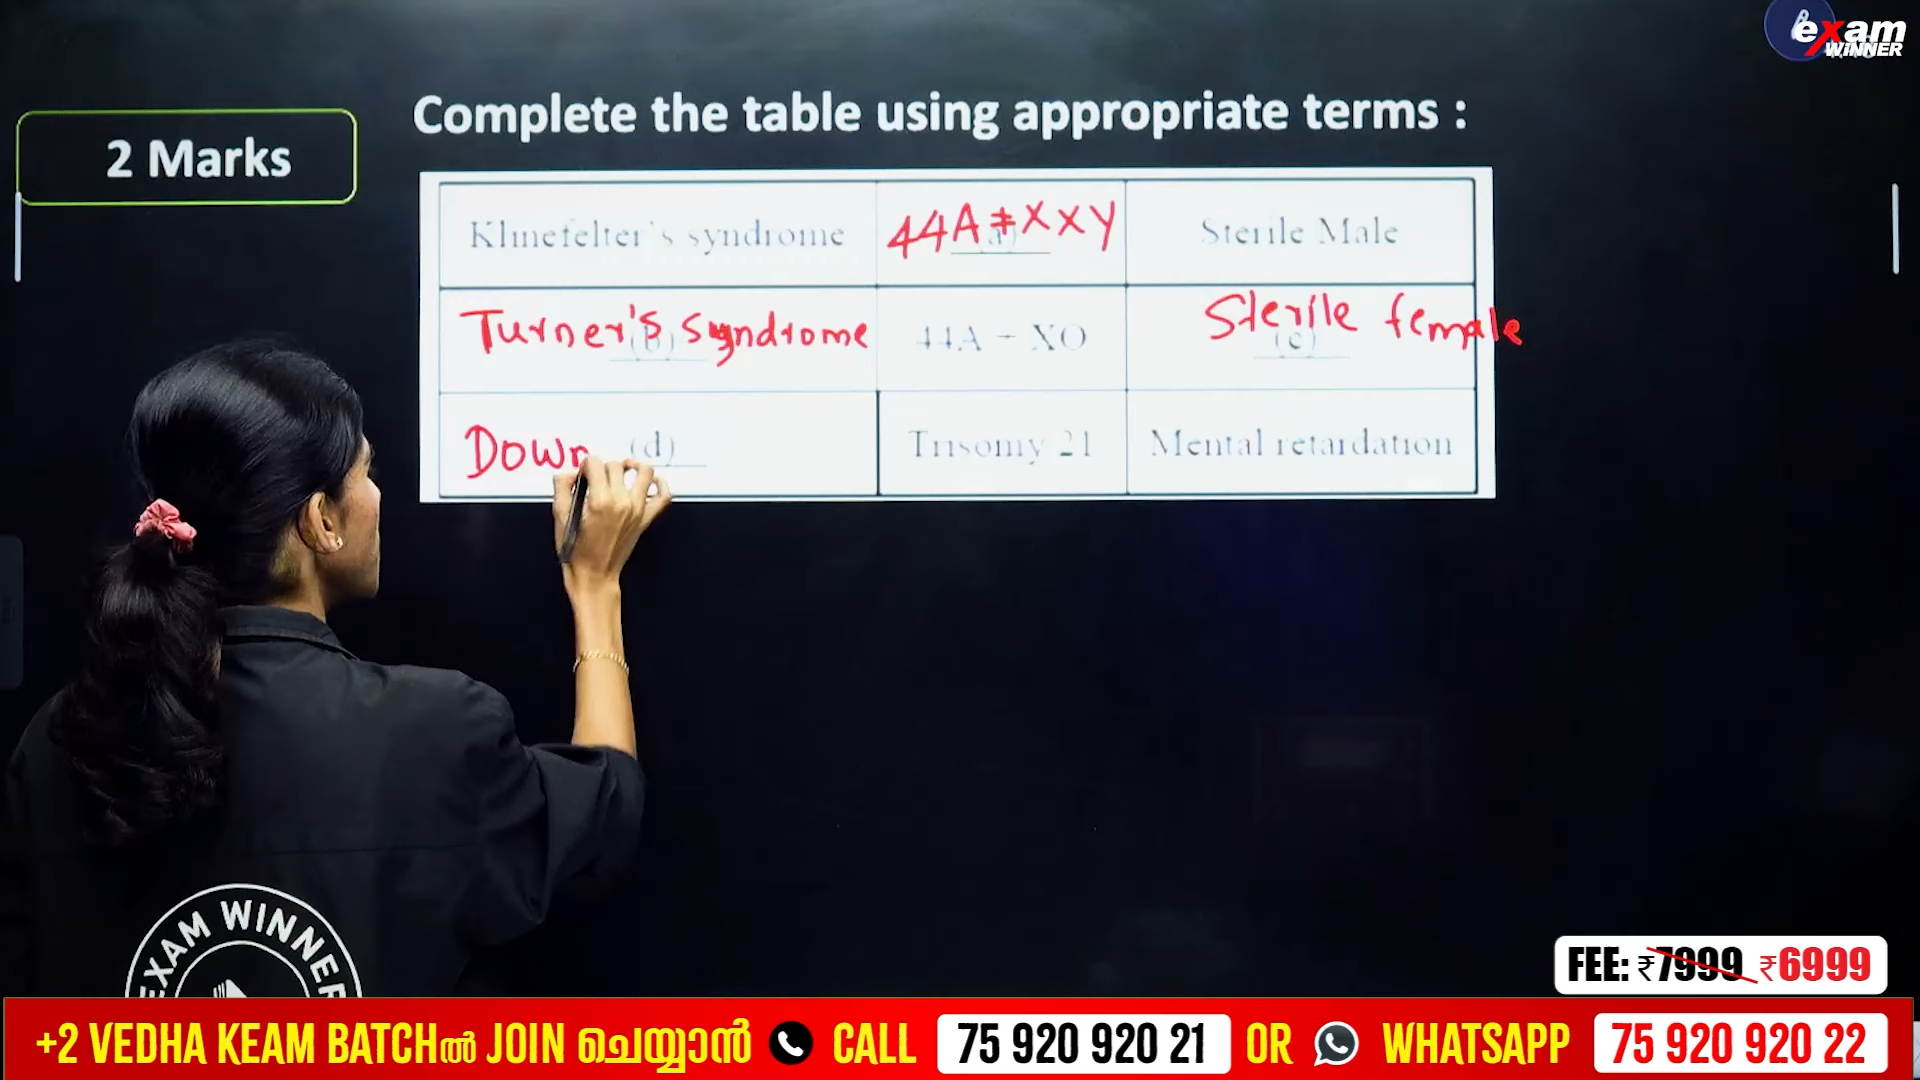 exam
WINNER
2 Marks
Complete the table using appropriate terms :
Klinefelter's syndrome
44A+XXY
(a)
Sterile Male
Turner's syndrome
(b)
44A + XO
Sterile female
(c)
Down
(d)
Trisomy 21
Mental retardation
EXAM WINNER
FEE: ₹7999 ₹6999
+2 VEDHA KEAM BATCHൽ JOIN ചെയ്യാൻ CALL 75 920 920 21 OR WHATSAPP 75 920 920 22